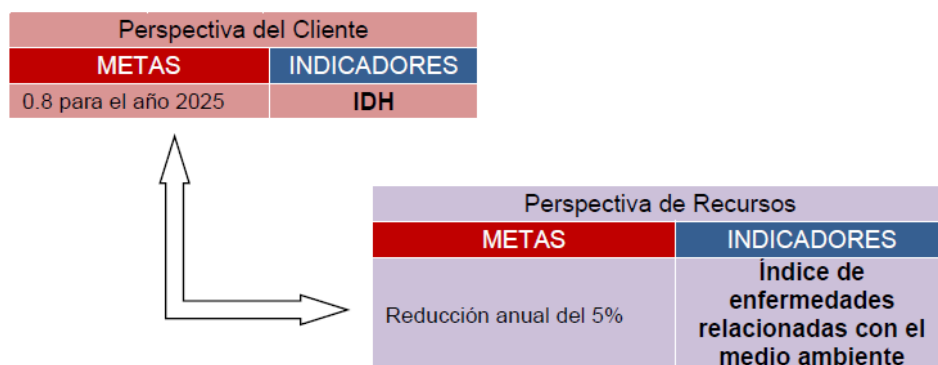 Perspectiva del Cliente
METAS INDICADORES
0.8 para el año 2025 IDH
Perspectiva de Recursos
METAS INDICADORES
Reducción anual del 5%
Índice de
enfermedades
relacionadas con el
medio ambiente